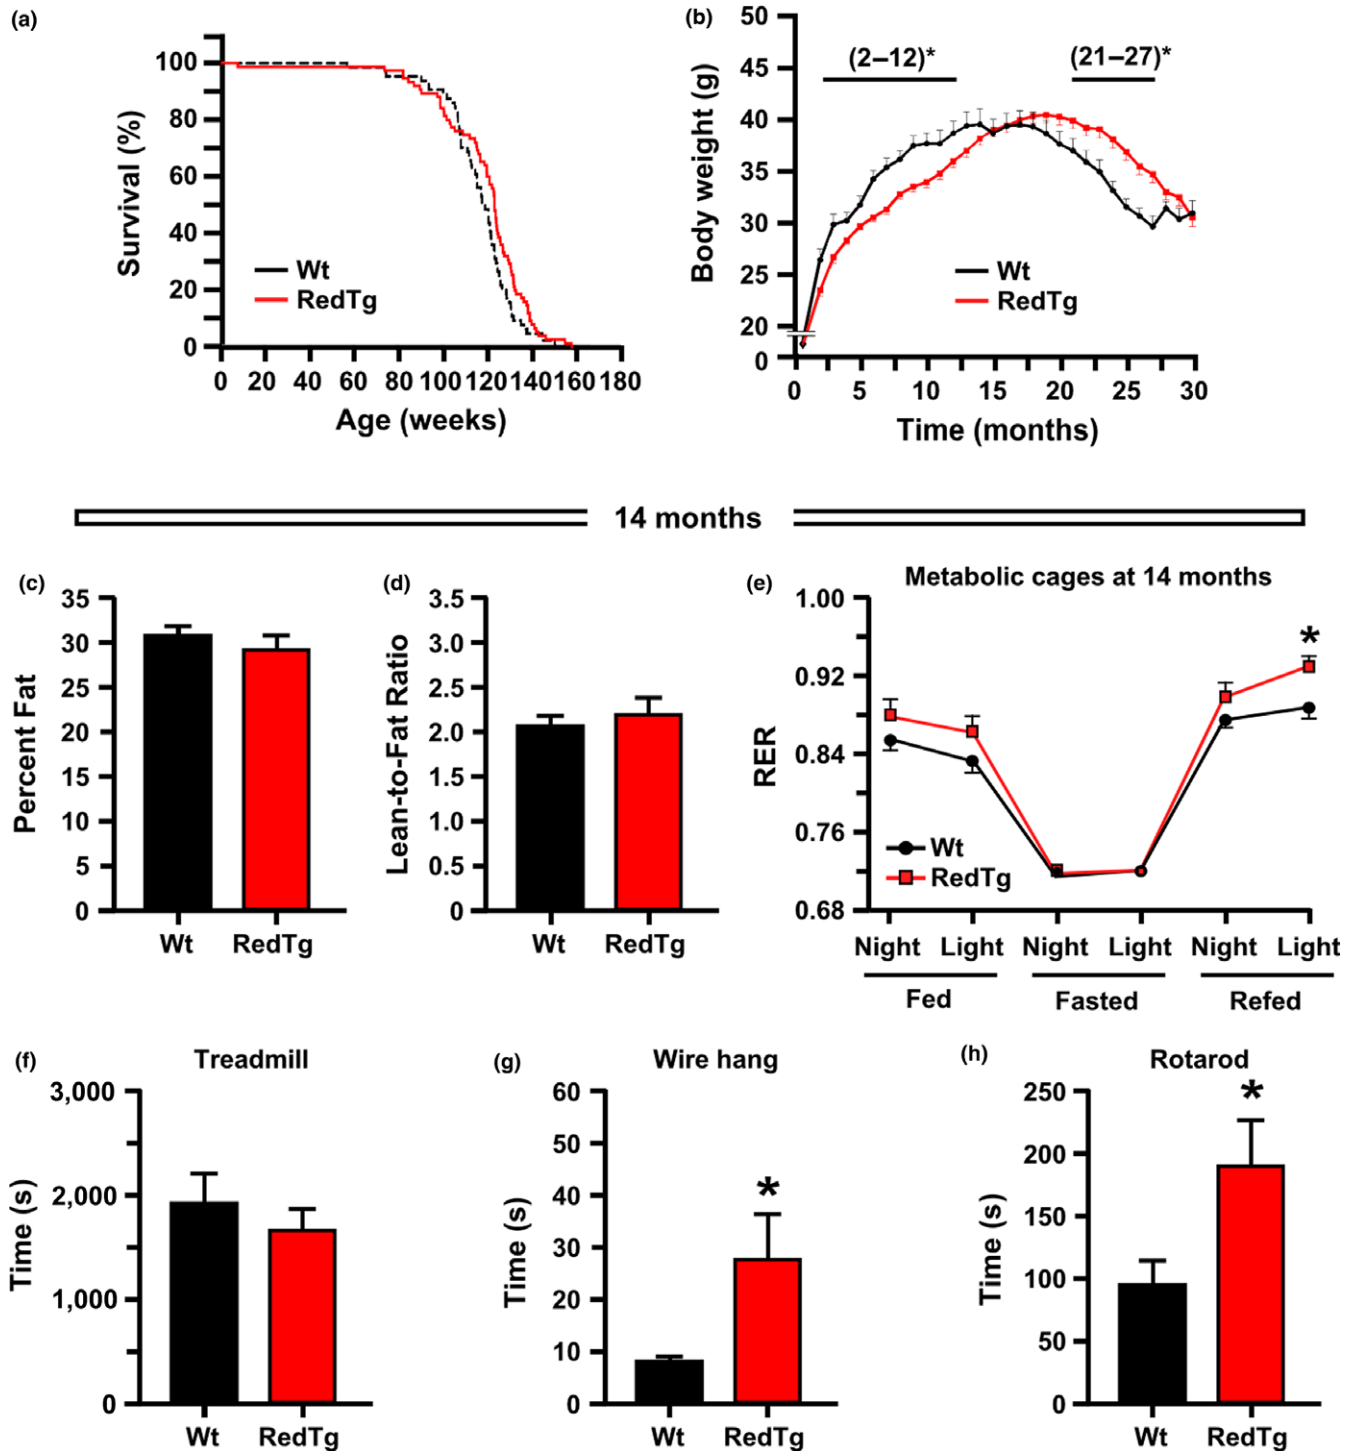 (a)
100
80
60
40
20
0
Survival (%)
Wt
RedTg
0 20 40 60 80 100 120 140 160 180
Age (weeks)
(b)
50
45
40
35
30
25
20
0
Body weight (g)
(2–12)*
(21–27)*
Wt
RedTg
0 5 10 15 20 25 30
Time (months)
14 months
(c)
35
30
25
20
15
10
5
0
Percent Fat
Wt RedTg
(d)
3.5
3.0
2.5
2.0
1.5
1.0
0.5
0
Lean-to-Fat Ratio
Wt RedTg
(e)
Metabolic cages at 14 months
1.00
0.92
0.84
0.76
0.68
RER
*
Wt
RedTg
Night Light Night Light Night Light
Fed Fasted Refed
(f)
Treadmill
3,000
2,000
1,000
0
Time (s)
Wt RedTg
(g)
Wire hang
60
50
40
30
20
10
0
Time (s)
*
Wt RedTg
(h)
Rotarod
250
200
150
100
50
0
Time (s)
*
Wt RedTg